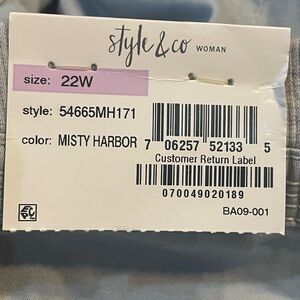 style & co WOMAN
size: 22W
style: 54665MH171
color: MISTY HARBOR
7 06257 52133 5
Customer Return Label
070049020189
BA09-001